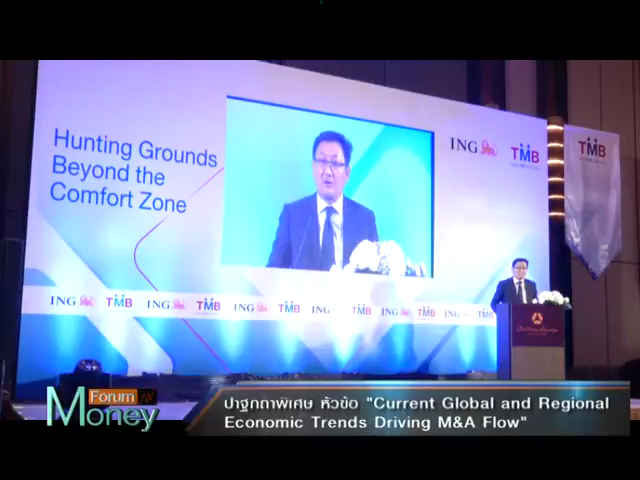 Hunting Grounds
Beyond the
Comfort Zone
ING TMB
TMB
ING TMB ING TMB ING TMB ING TMB ING TMB ING
Forum
Money
ปาฐกถาพิเศษ หัวข้อ "Current Global and Regional
Economic Trends Driving M&A Flow"